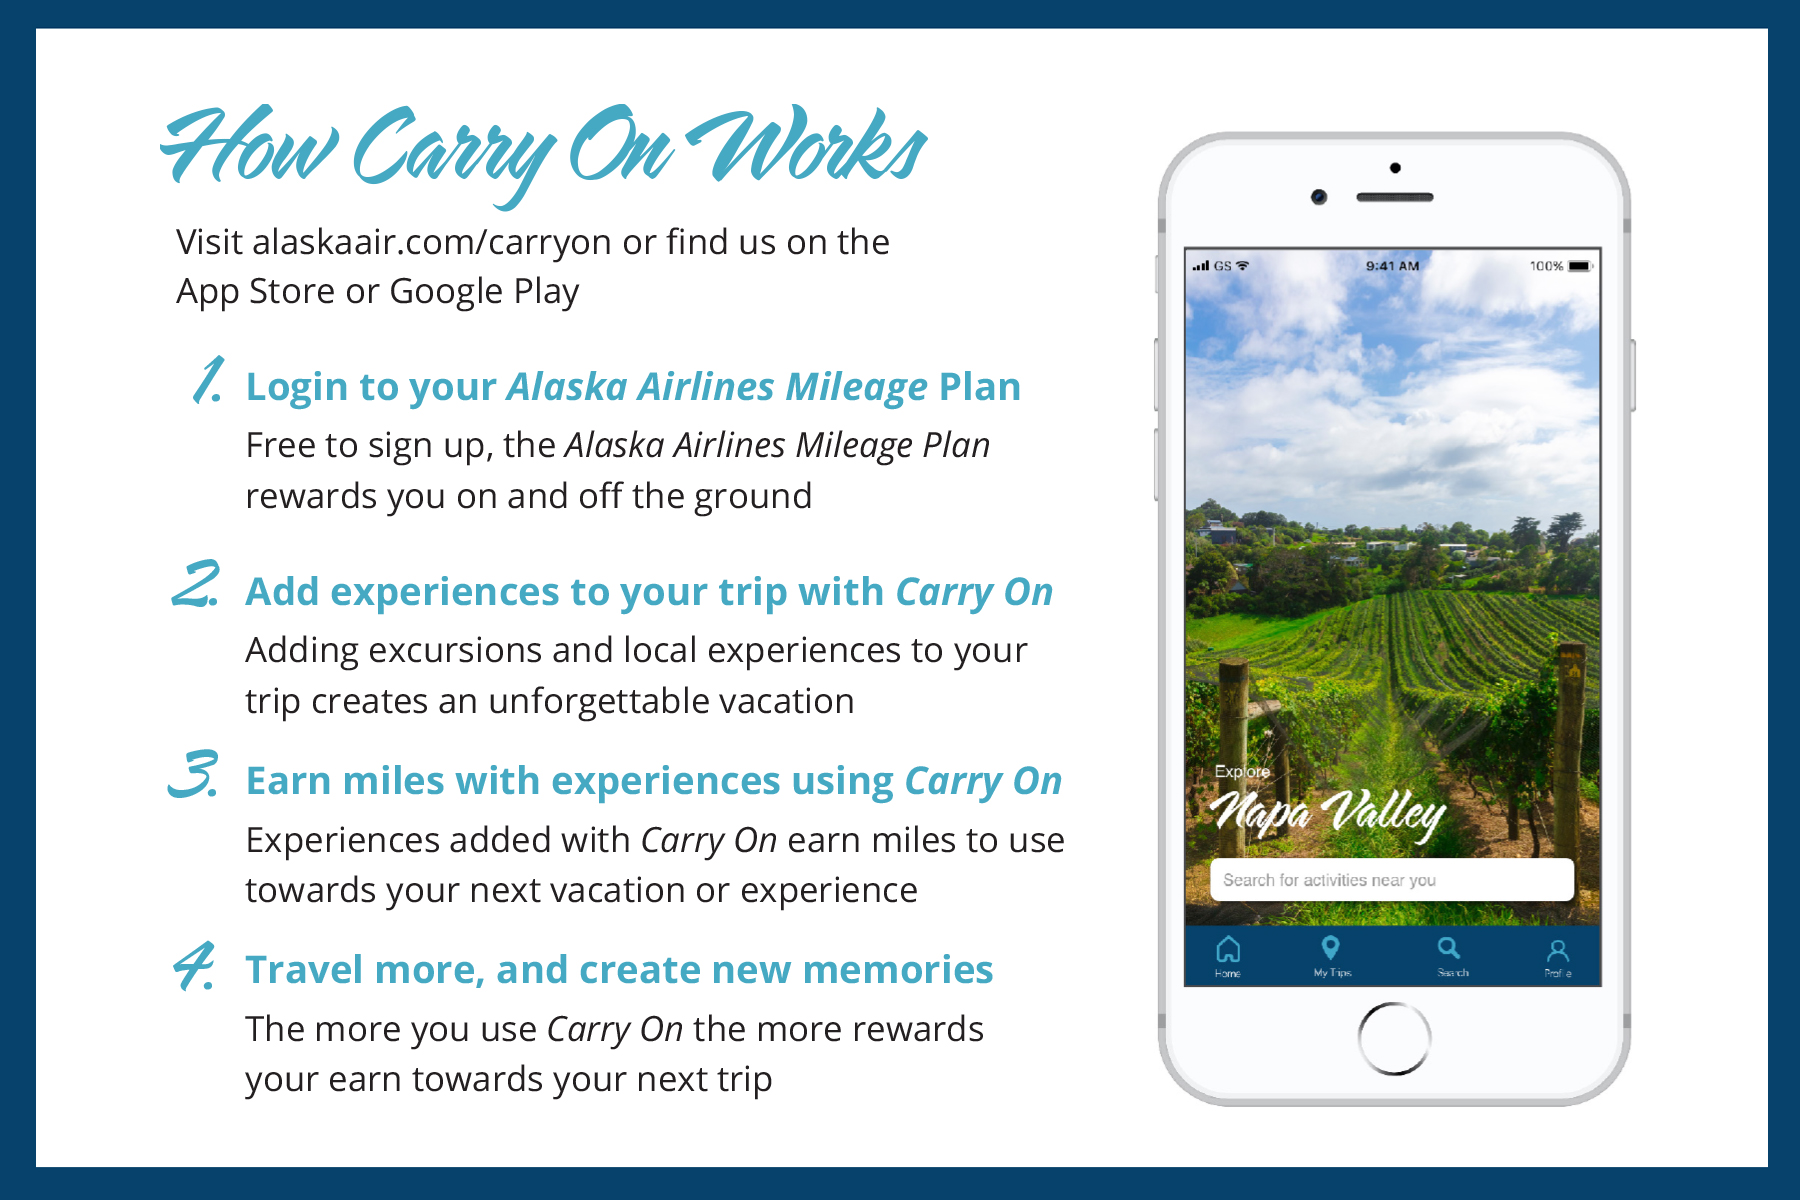 How Carry On Works
Visit alaskaair.com/carryon or find us on the
App Store or Google Play
1. Login to your Alaska Airlines Mileage Plan
Free to sign up, the Alaska Airlines Mileage Plan
rewards you on and off the ground
2. Add experiences to your trip with Carry On
Adding excursions and local experiences to your
trip creates an unforgettable vacation
3. Earn miles with experiences using Carry On
Experiences added with Carry On earn miles to use
towards your next vacation or experience
4. Travel more, and create new memories
The more you use Carry On the more rewards
your earn towards your next trip
GS 9:41 AM 100%
Explore
Napa Valley
Search for activities near you
Home My Trips Search Profile